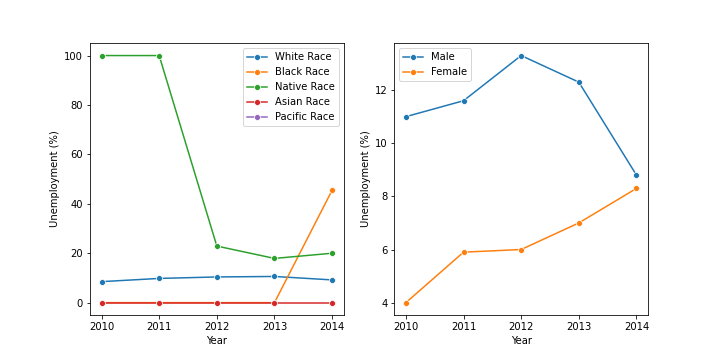 100
80
60
40
20
0
Unemployment (%)
2010 2011 2012 2013 2014
Year
White Race
Black Race
Native Race
Asian Race
Pacific Race
12
10
8
6
4
Unemployment (%)
2010 2011 2012 2013 2014
Year
Male
Female